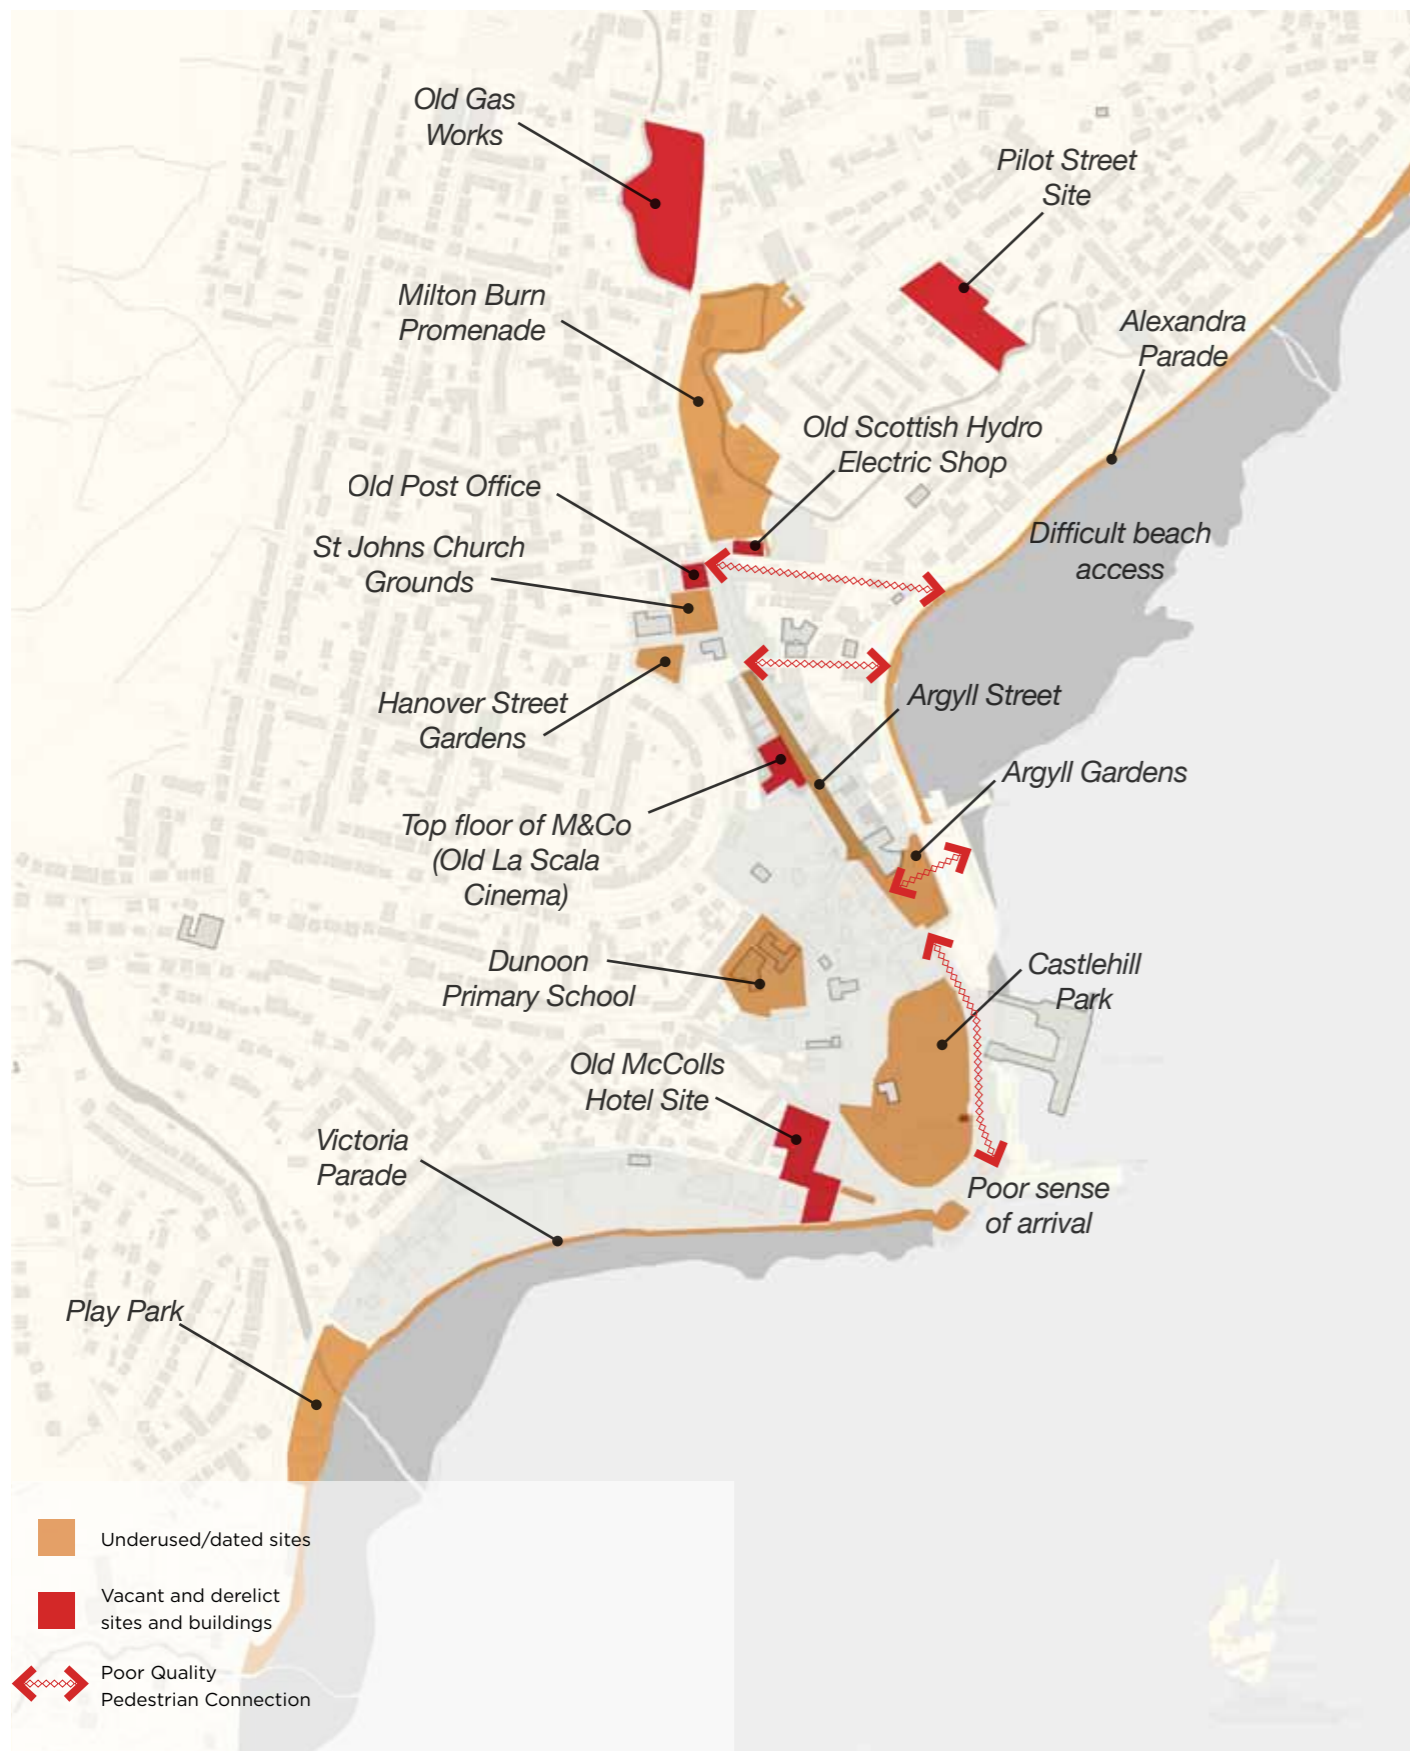 Old Gas
Works
Pilot Street
Site
Milton Burn
Promenade
Alexandra
Parade
Old Scottish Hydro
Electric Shop
Old Post Office
St Johns Church
Grounds
Difficult beach
access
Hanover Street
Gardens
Argyll Street
Argyll Gardens
Top floor of M&Co
(Old La Scala
Cinema)
Dunoon
Primary School
Castlehill
Park
Old McColls
Hotel Site
Victoria
Parade
Poor sense
of arrival
Play Park
Underused/dated sites
Vacant and derelict
sites and buildings
Poor Quality
Pedestrian Connection